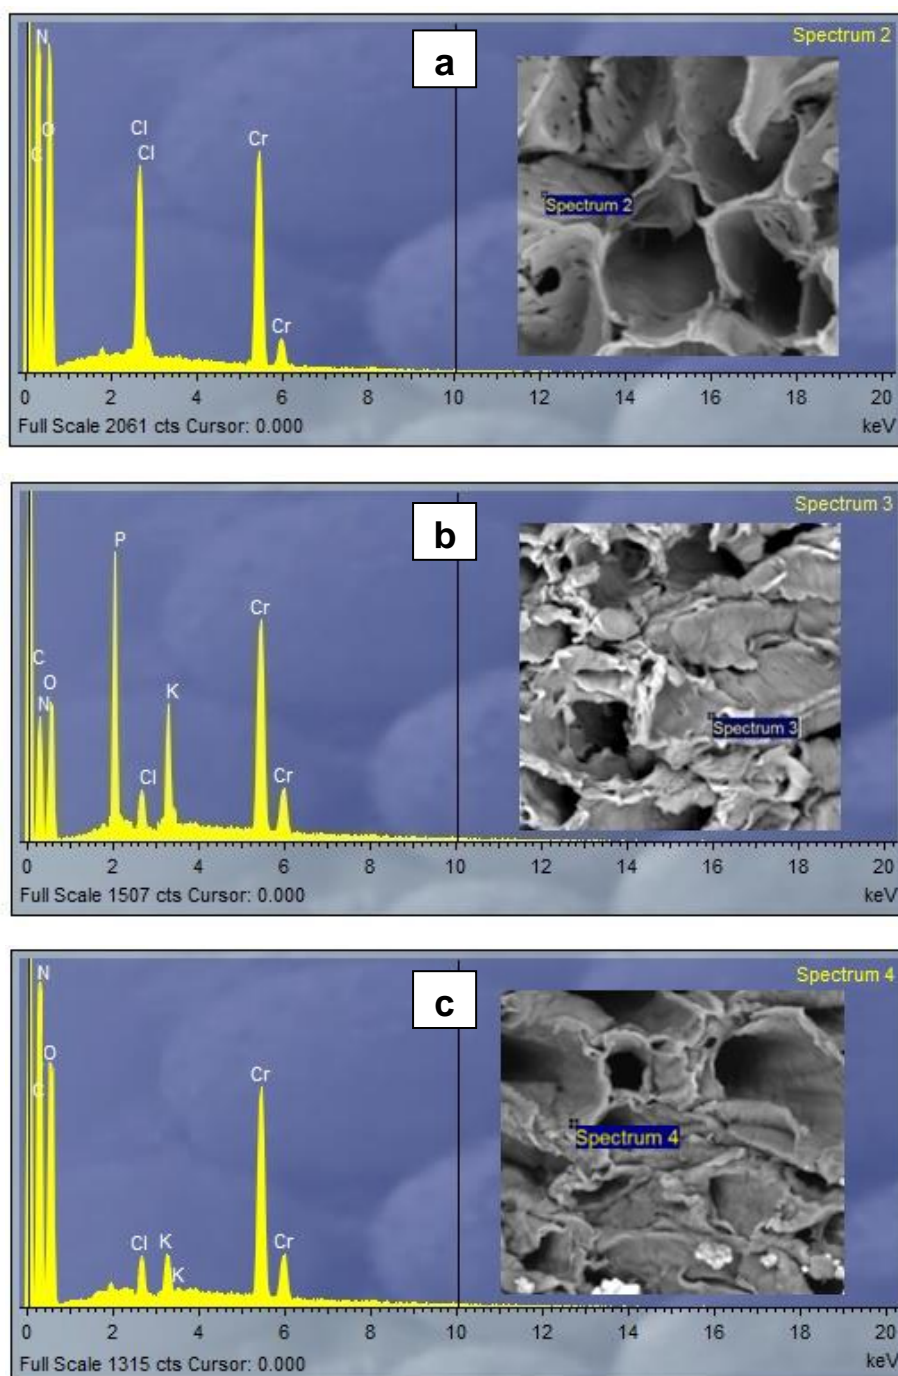 a
Spectrum 2
N
O
C
Cl
Cl
Cr
Cr
Spectrum 2
0 2 4 6 8 10 12 14 16 18 20
Full Scale 2061 cts Cursor: 0.000 keV
b
Spectrum 3
P
C
O
N
Cl
K
Cr
Cr
Spectrum 3
0 2 4 6 8 10 12 14 16 18 20
Full Scale 1507 cts Cursor: 0.000 keV
c
Spectrum 4
N
O
C
Cl
K
K
Cr
Cr
Spectrum 4
0 2 4 6 8 10 12 14 16 18 20
Full Scale 1315 cts Cursor: 0.000 keV